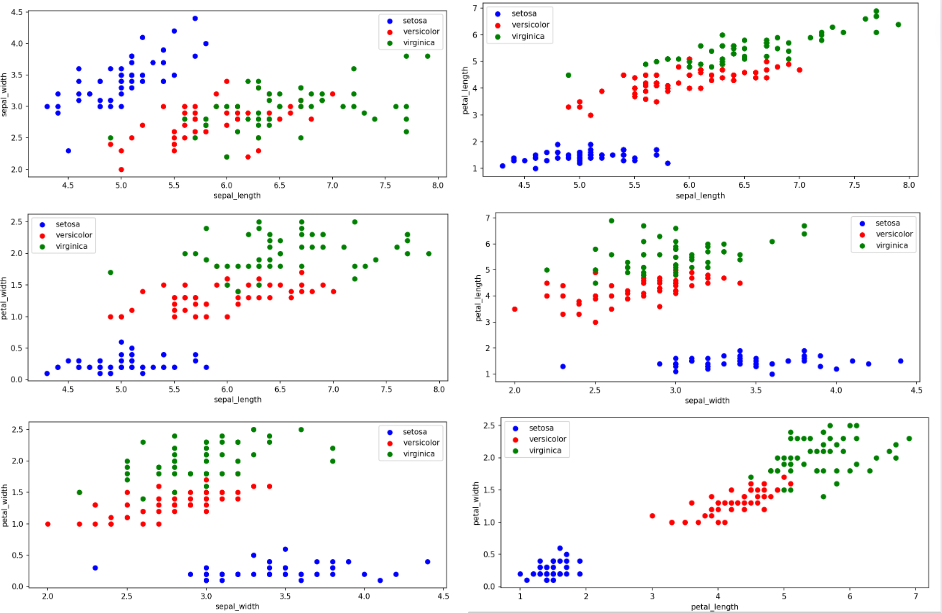 setosa
versicolor
virginica
4.5
4.0
3.5
3.0
2.5
2.0
sepal_width
4.5 5.0 5.5 6.0 6.5 7.0 7.5 8.0
sepal_length
setosa
versicolor
virginica
7
6
5
4
3
2
1
petal_length
4.5 5.0 5.5 6.0 6.5 7.0 7.5 8.0
sepal_length
setosa
versicolor
virginica
2.5
2.0
1.5
1.0
0.5
0.0
petal_width
4.5 5.0 5.5 6.0 6.5 7.0 7.5 8.0
sepal_length
setosa
versicolor
virginica
7
6
5
4
3
2
1
petal_length
2.0 2.5 3.0 3.5 4.0 4.5
sepal_width
setosa
versicolor
virginica
2.5
2.0
1.5
1.0
0.5
0.0
petal_width
2.0 2.5 3.0 3.5 4.0 4.5
sepal_width
setosa
versicolor
virginica
2.5
2.0
1.5
1.0
0.5
0.0
petal_width
1 2 3 4 5 6 7
petal_length